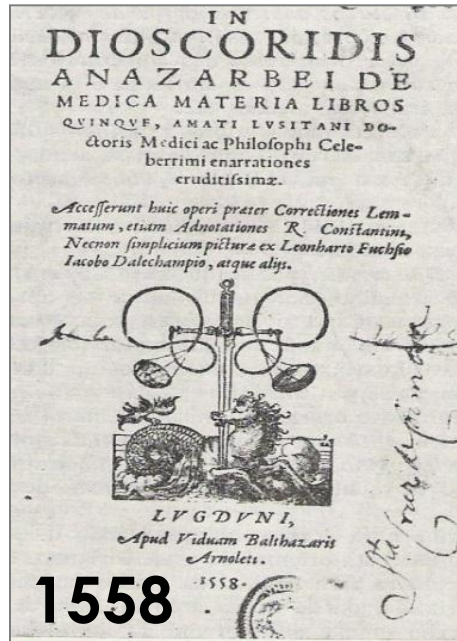 IN
DIOSCORIDIS
ANAZARBEI DE
MEDICA MATERIA LIBROS
QVINQVE, AMATI LVSITANI DO-
ctoris Medici ac Philosophi Cele-
berrimi enarrationes
eruditissimæ.
Accesserunt huic operi præter Correctiones Lem-
matum, etiam Adnotationes R. Constantini,
Necnon simplicium picturæ ex Leonharto Fuchsio
Iacobo Dalechampio, atque alijs.
LVGDVNI,
Apud Viduam Balthazaris
Arnoleti.
1558.
1558